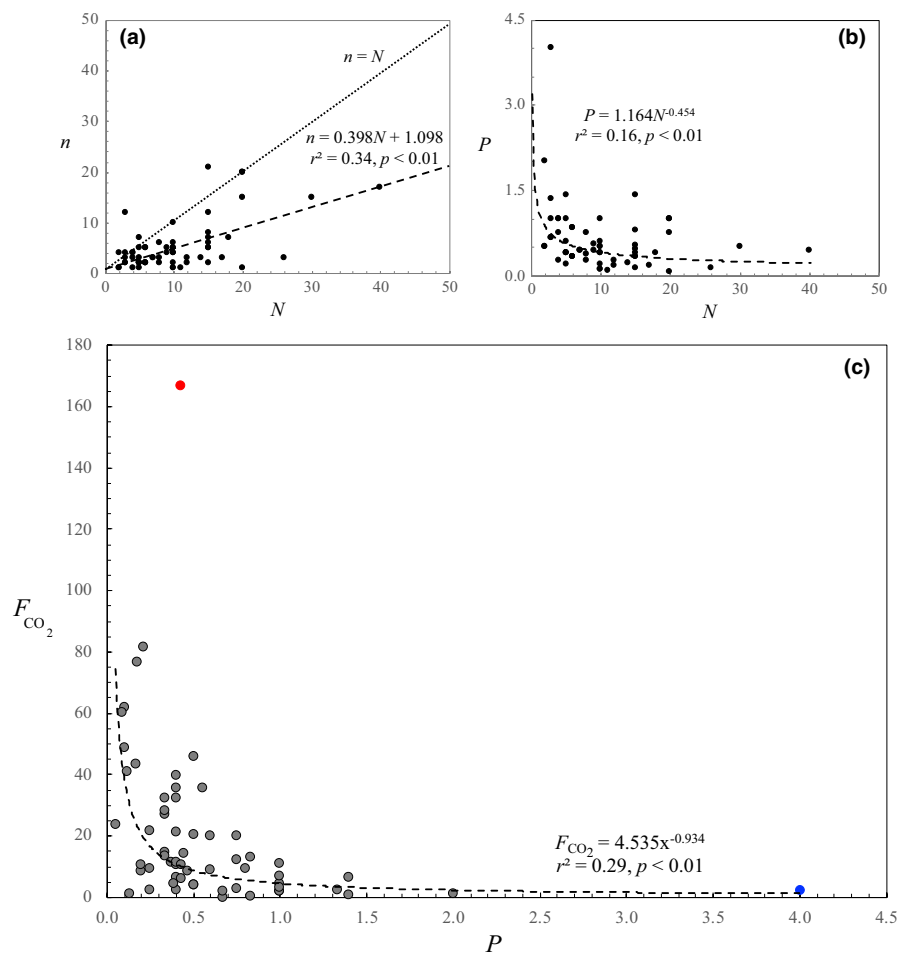 (a)
50
40
30
20
10
0
n
n = N
n = 0.398N + 1.098
r² = 0.34, p < 0.01
0 10 20 30 40 50
N
(b)
4.5
3.0
1.5
0.0
P
P = 1.164N^-0.454
r² = 0.16, p < 0.01
0 10 20 30 40 50
N
(c)
180
160
140
120
100
80
60
40
20
0
F_CO₂
F_CO₂ = 4.535x^-0.934
r² = 0.29, p < 0.01
0.0 0.5 1.0 1.5 2.0 2.5 3.0 3.5 4.0 4.5
P